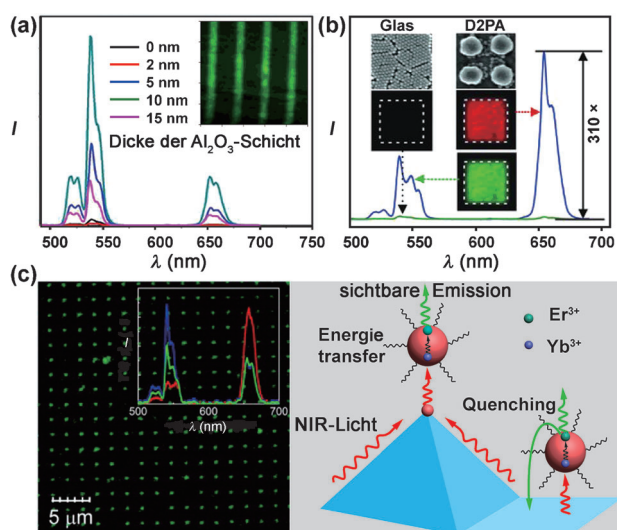 (a)
I
0 nm
2 nm
5 nm
10 nm
15 nm
Dicke der Al₂O₃-Schicht
500 550 600 650 700 750
λ (nm)
(b)
I
Glas D2PA
310 ×
500 550 600 650 700
λ (nm)
(c)
I
500 600 700
λ (nm)
5 µm
sichtbare Emission
Energie
transfer
Er³⁺
Yb³⁺
NIR-Licht
Quenching